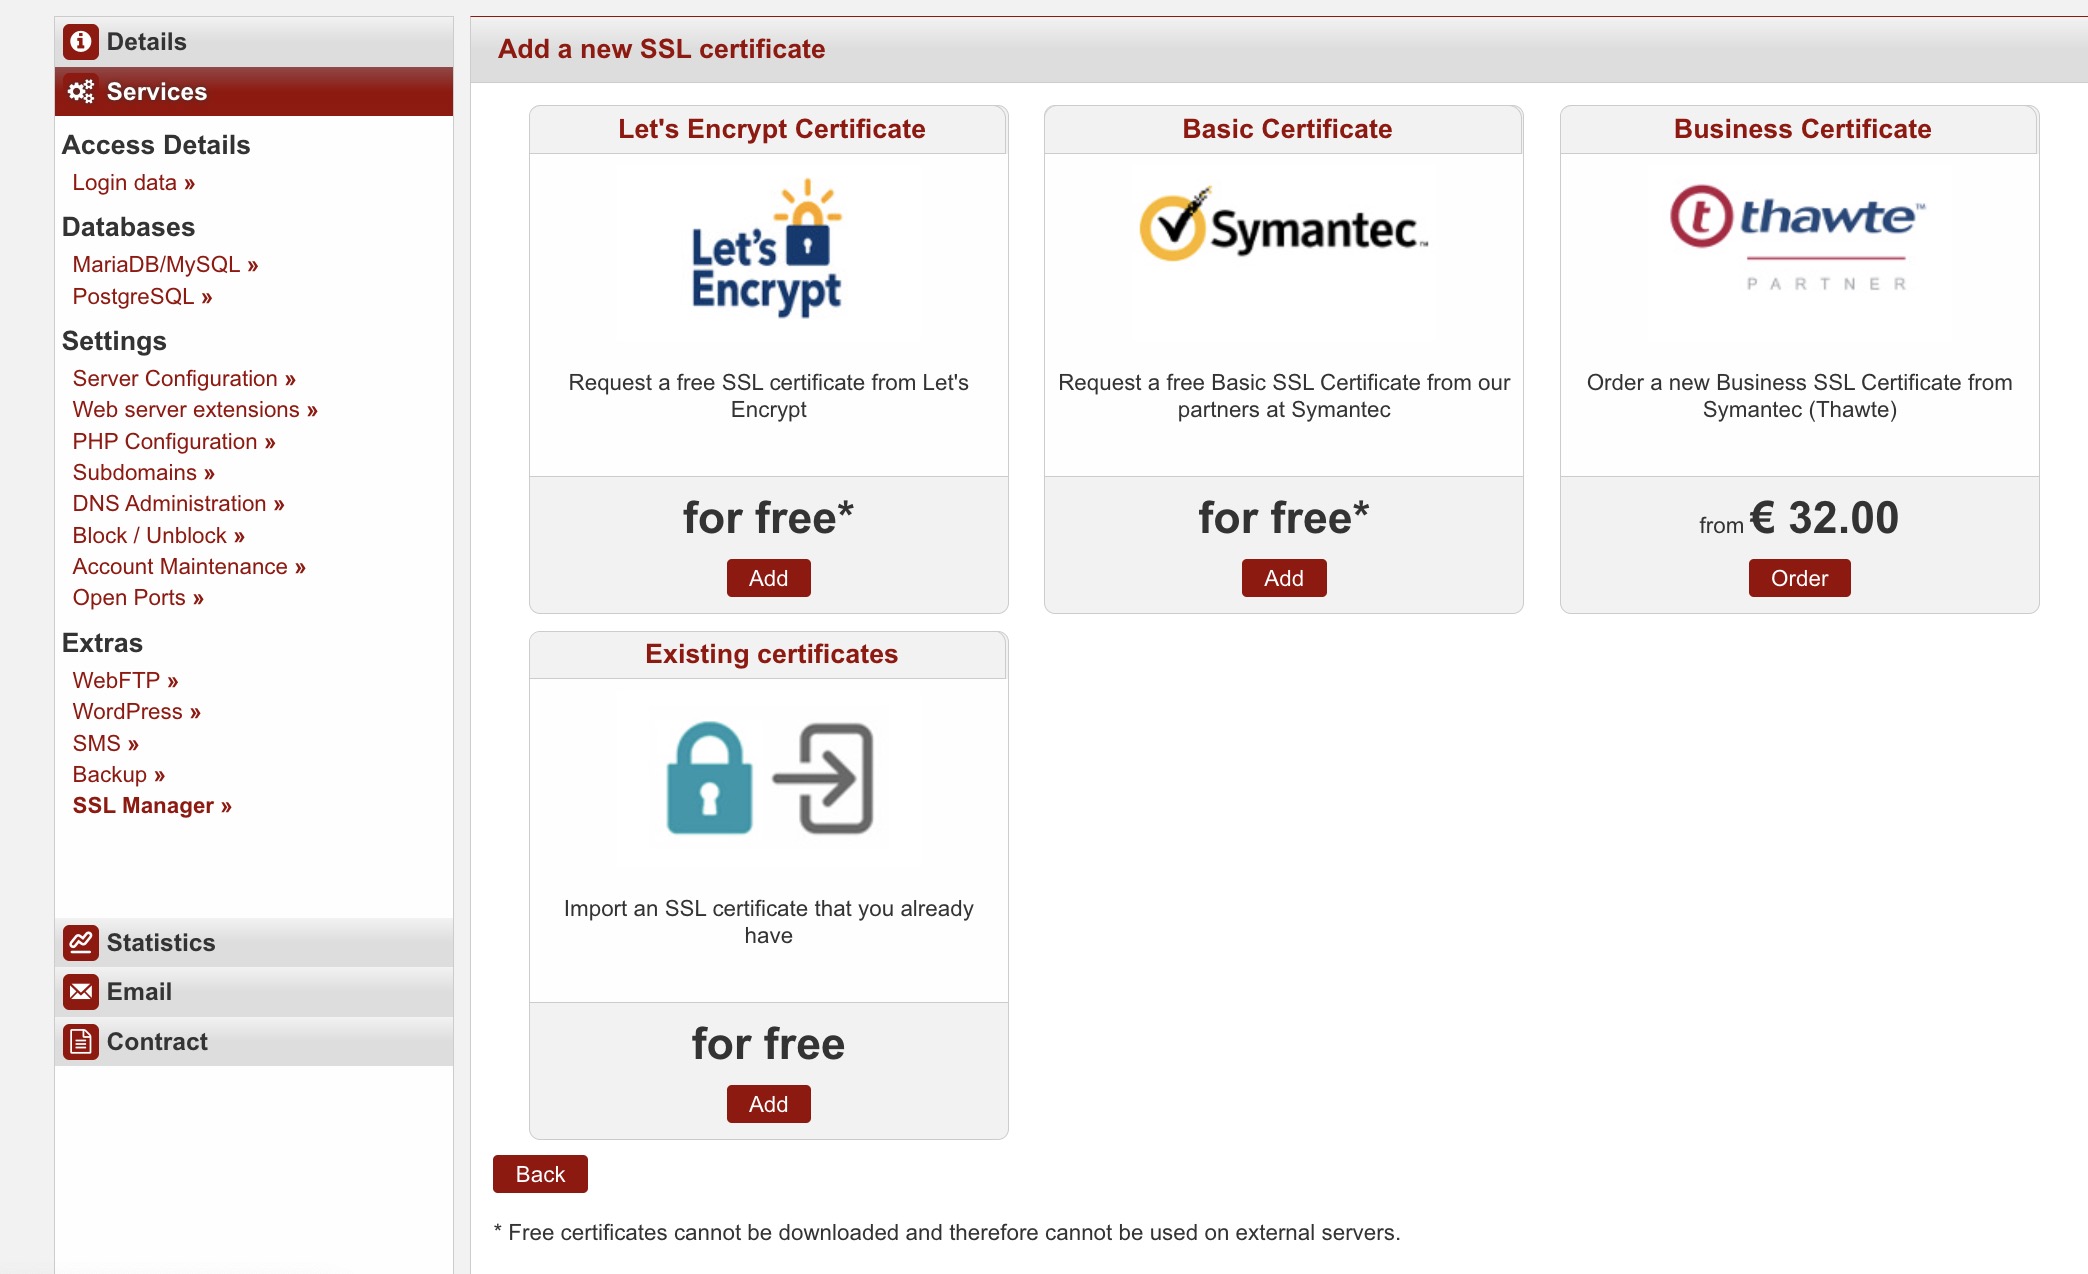 Details
Services
Access Details
Login data »
Databases
MariaDB/MySQL »
PostgreSQL »
Settings
Server Configuration »
Web server extensions »
PHP Configuration »
Subdomains »
DNS Administration »
Block / Unblock »
Account Maintenance »
Open Ports »
Extras
WebFTP »
WordPress »
SMS »
Backup »
SSL Manager »
Statistics
Email
Contract
Add a new SSL certificate
Let's Encrypt Certificate
Let's
Encrypt
Request a free SSL certificate from Let's
Encrypt
for free*
Add
Basic Certificate
Symantec™
Request a free Basic SSL Certificate from our
partners at Symantec
for free*
Add
Business Certificate
t thawte™
PARTNER
Order a new Business SSL Certificate from
Symantec (Thawte)
from € 32.00
Order
Existing certificates
Import an SSL certificate that you already
have
for free
Add
Back
* Free certificates cannot be downloaded and therefore cannot be used on external servers.